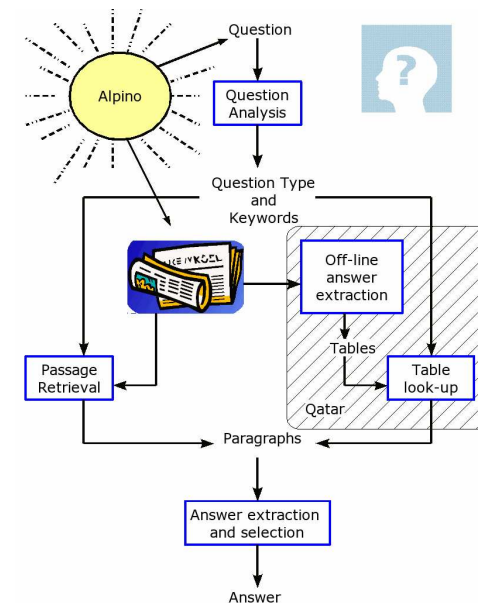 Question
Alpino
Question
Analysis
Question Type
and
Keywords
Off-line
answer
extraction
Tables
Passage
Retrieval
Table
look-up
Qatar
Paragraphs
Answer extraction
and selection
Answer